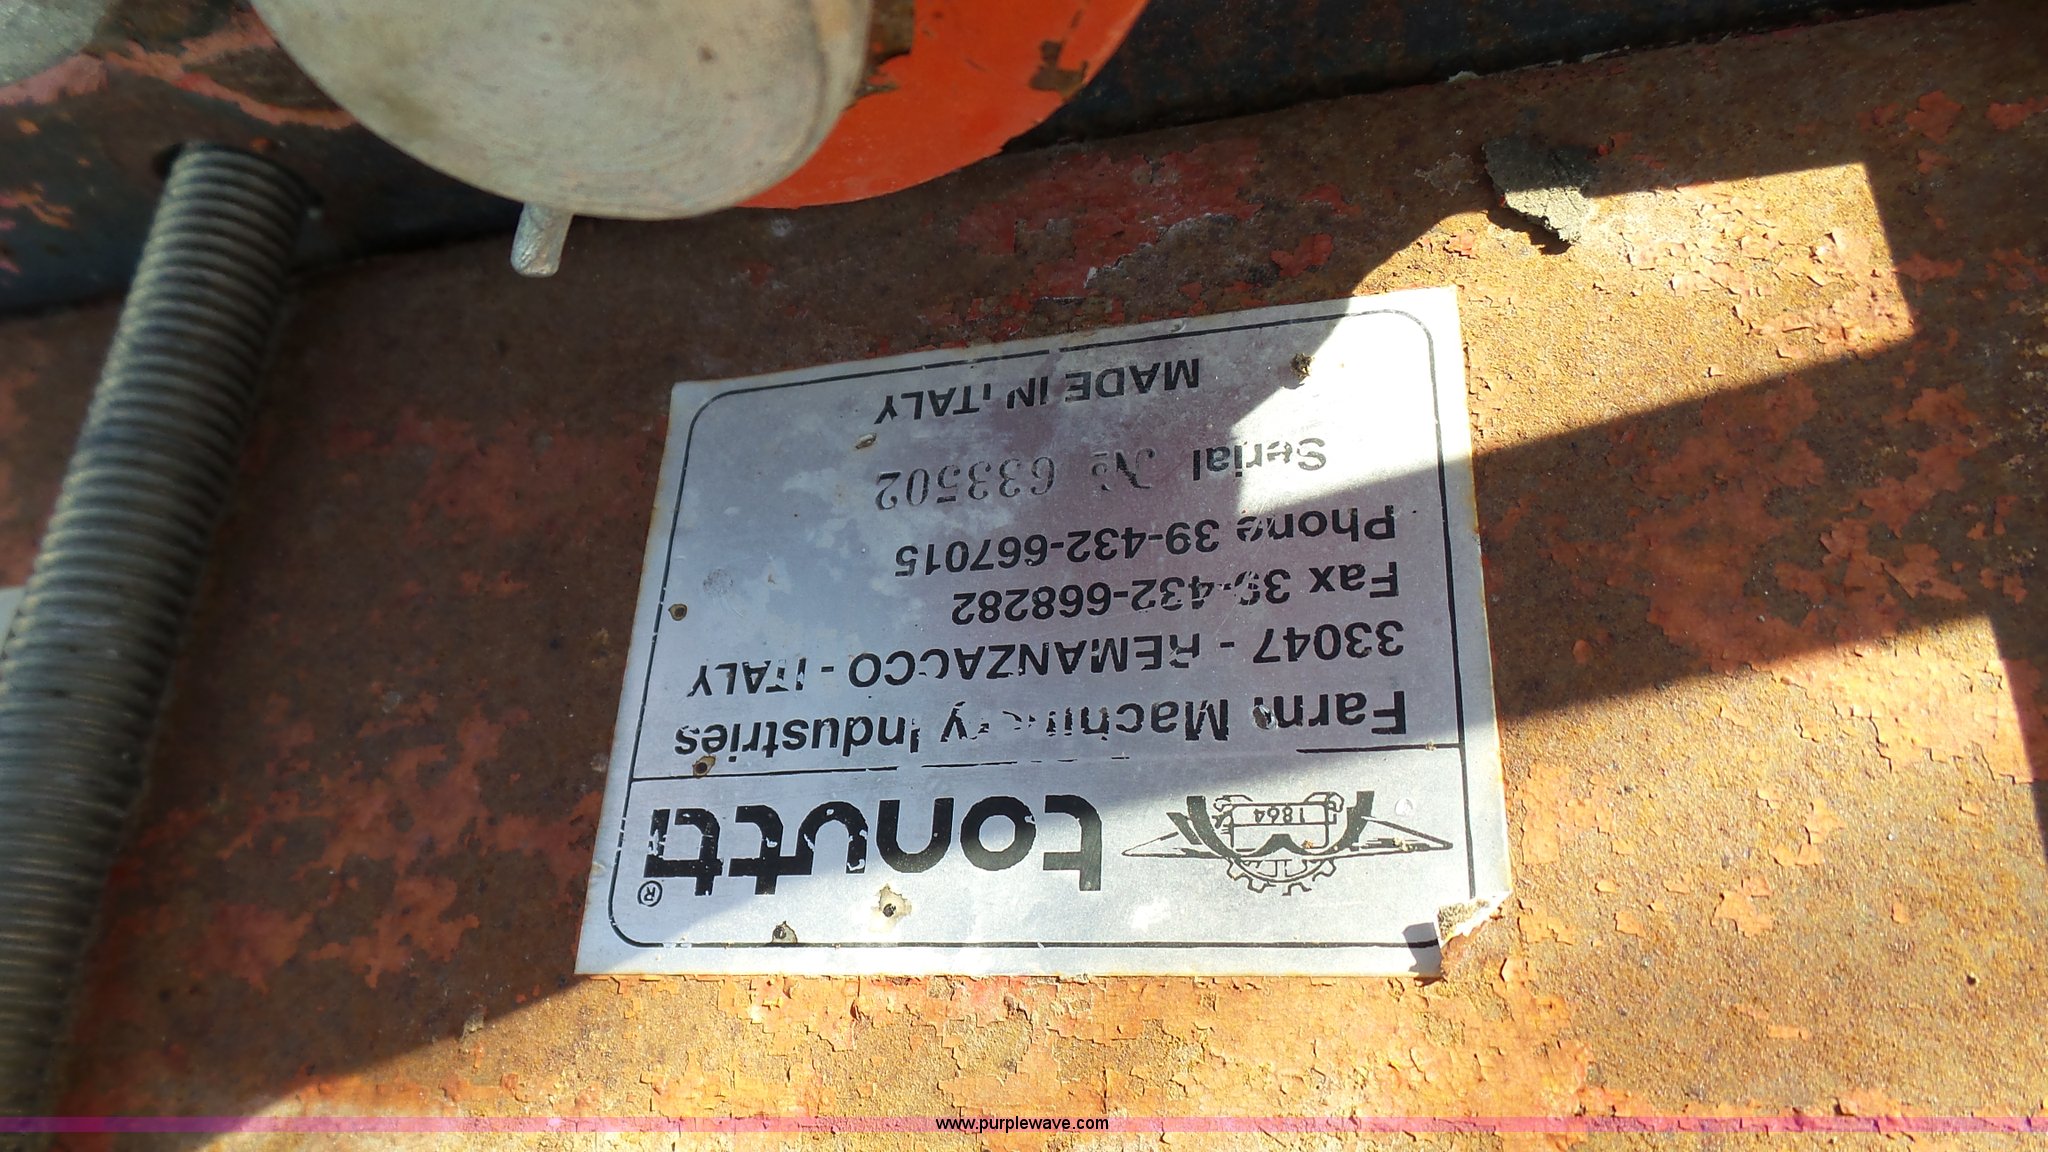 1864 tonutti®
Farm Machinery Industries
33047 - REMANZACCO - ITALY
Fax 39-432-668282
Phone 39-432-667015
Serial № 633502
MADE IN ITALY
www.purplewave.com